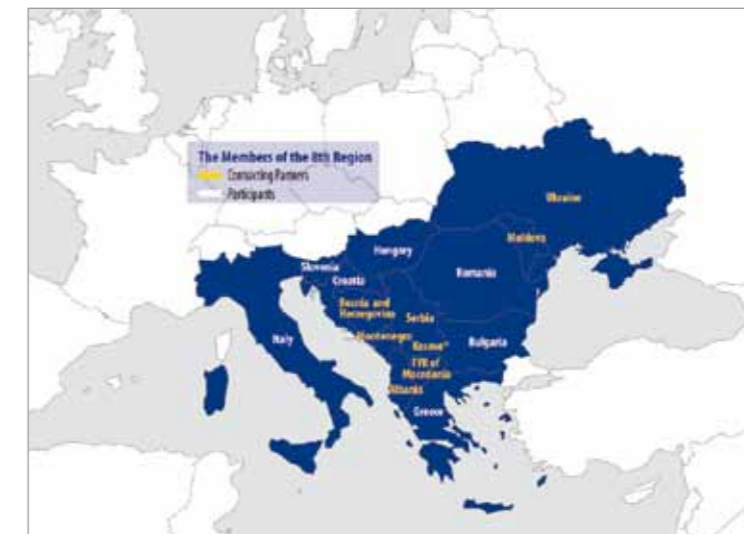 The Members of the 8th Region
Contracting Partners
Participants
Ukraine
Moldova
Hungary
Slovenia
Romania
Croatia
Bosnia and
Herzegovina
Serbia
Montenegro
Italy
Kosovo*
Bulgaria
FYR of
Macedonia
Albania
Greece